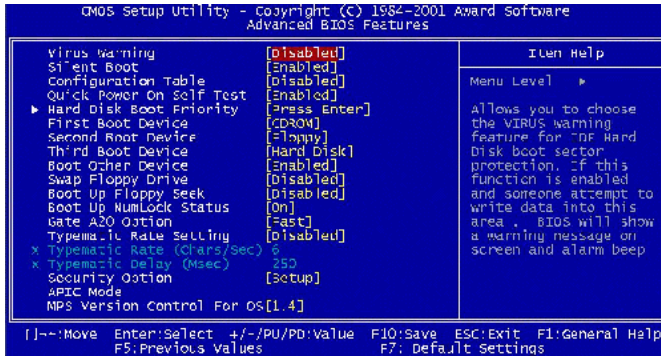 CMOS Setup Utility - Copyright (C) 1984-2001 Award Software
Advanced BIOS Features
Virus Warning [Disabled]
Silent Boot [Enabled]
Configuration Table [Disabled]
Quick Power On Self Test [Enabled]
▶ Hard Disk Boot Priority [Press Enter]
First Boot Device [CDROM]
Second Boot Device [Floppy]
Third Boot Device [Hard Disk]
Boot Other Device [Enabled]
Swap Floppy Drive [Disabled]
Boot Up Floppy Seek [Disabled]
Boot Up NumLock Status [On]
Gate A20 Option [Fast]
Typematic Rate Setting [Disabled]
x Typematic Rate (Chars/Sec) 6
x Typematic Delay (Msec) 250
Security Option [Setup]
APIC Mode
MPS Version Control For OS[1.4]
Item Help
Menu Level ▶
Allows you to choose
the VIRUS warning
feature for IDE Hard
Disk boot sector
protection. If this
function is enabled
and someone attempt to
write data into this
area . BIOS will show
a warning message on
screen and alarm beep
:Move Enter:Select +/-/PU/PD:Value F10:Save ESC:Exit F1:General Help
F5:Previous Values F7: Default Settings